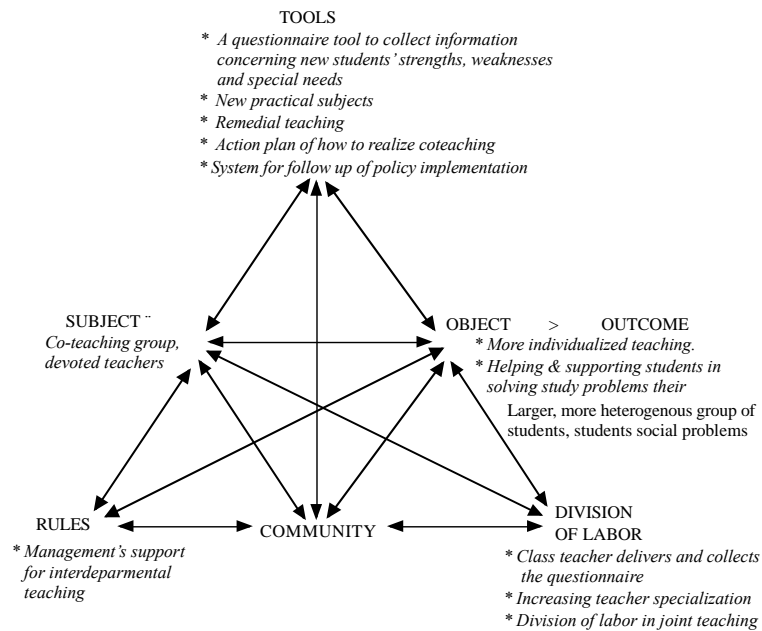 TOOLS
* A questionnaire tool to collect information
concerning new students’ strengths, weaknesses
and special needs
* New practical subjects
* Remedial teaching
* Action plan of how to realize coteaching
* System for follow up of policy implementation
SUBJECT ¨
Co-teaching group,
devoted teachers
OBJECT > OUTCOME
* More individualized teaching.
* Helping & supporting students in
solving study problems their
Larger, more heterogenous group of
students, students social problems
RULES
* Management’s support
for interdeparmental
teaching
COMMUNITY
DIVISION
OF LABOR
* Class teacher delivers and collects
the questionnaire
* Increasing teacher specialization
* Division of labor in joint teaching